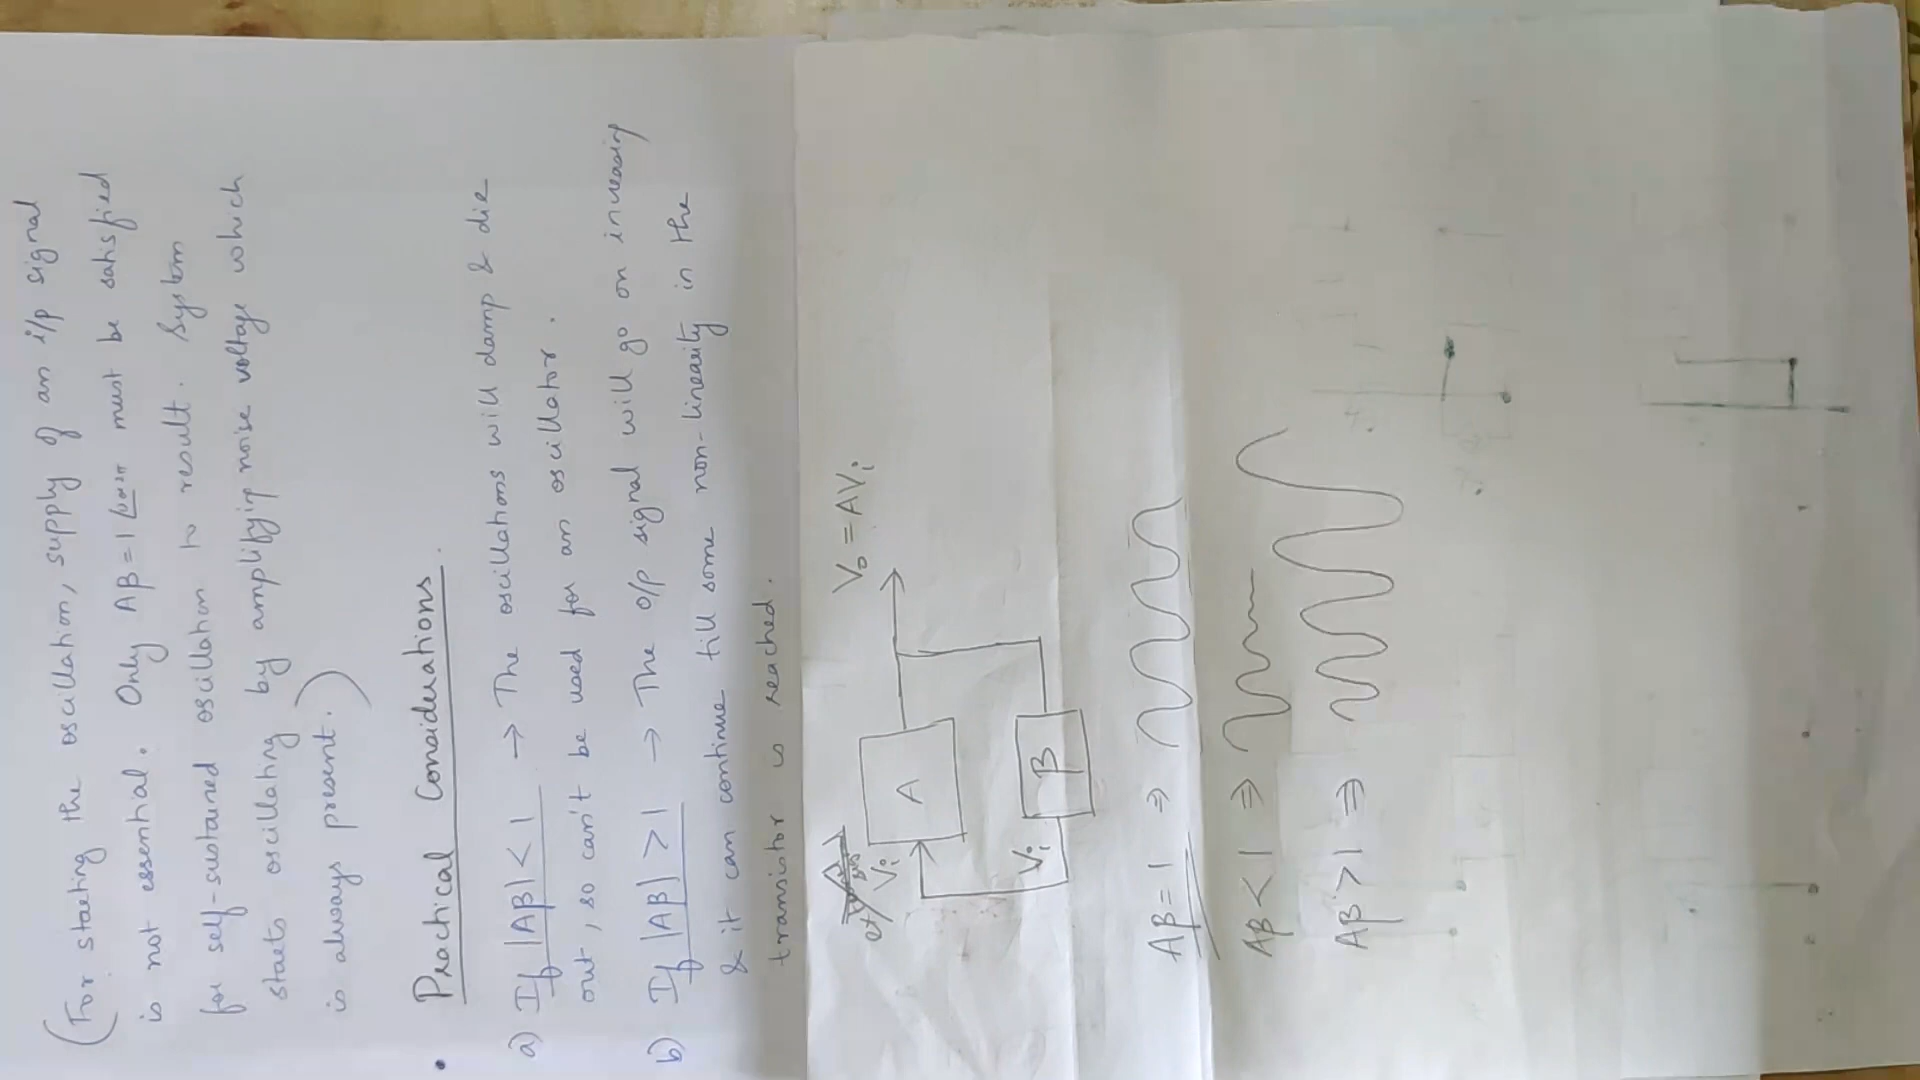 (For starting the oscillation, supply of an i/p signal
is not essential. Only Aβ = 1 must be satisfied
for self-sustained oscillation to result. System
starts oscillating by amplifying noise voltage which
is always present.)
• Practical Considerations.
a) If |Aβ| < 1 → The oscillations will damp & die
out, so can't be used for an oscillator.
b) If |Aβ| > 1 → The o/p signal will go on increasing
& it can continue till some non-linearity in the
transistor is reached.
Vi
A
V₀ = AVi
Vi
β
Aβ = 1 ⇒
Aβ < 1 ⇒
Aβ > 1 ⇒